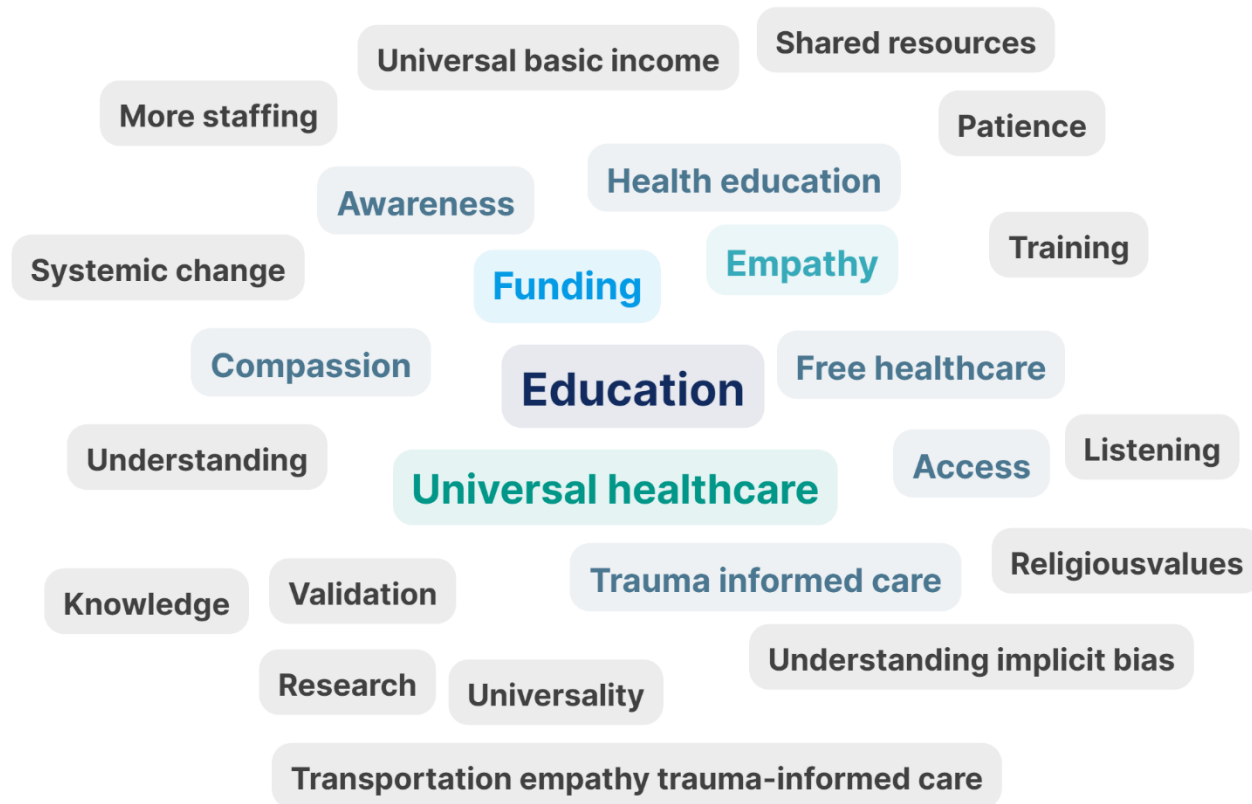 Shared resources
Universal basic income
More staffing
Patience
Health education
Awareness
Training
Empathy
Systemic change
Funding
Compassion
Free healthcare
Education
Listening
Understanding
Access
Universal healthcare
Religiousvalues
Trauma informed care
Validation
Knowledge
Understanding implicit bias
Research
Universality
Transportation empathy trauma-informed care